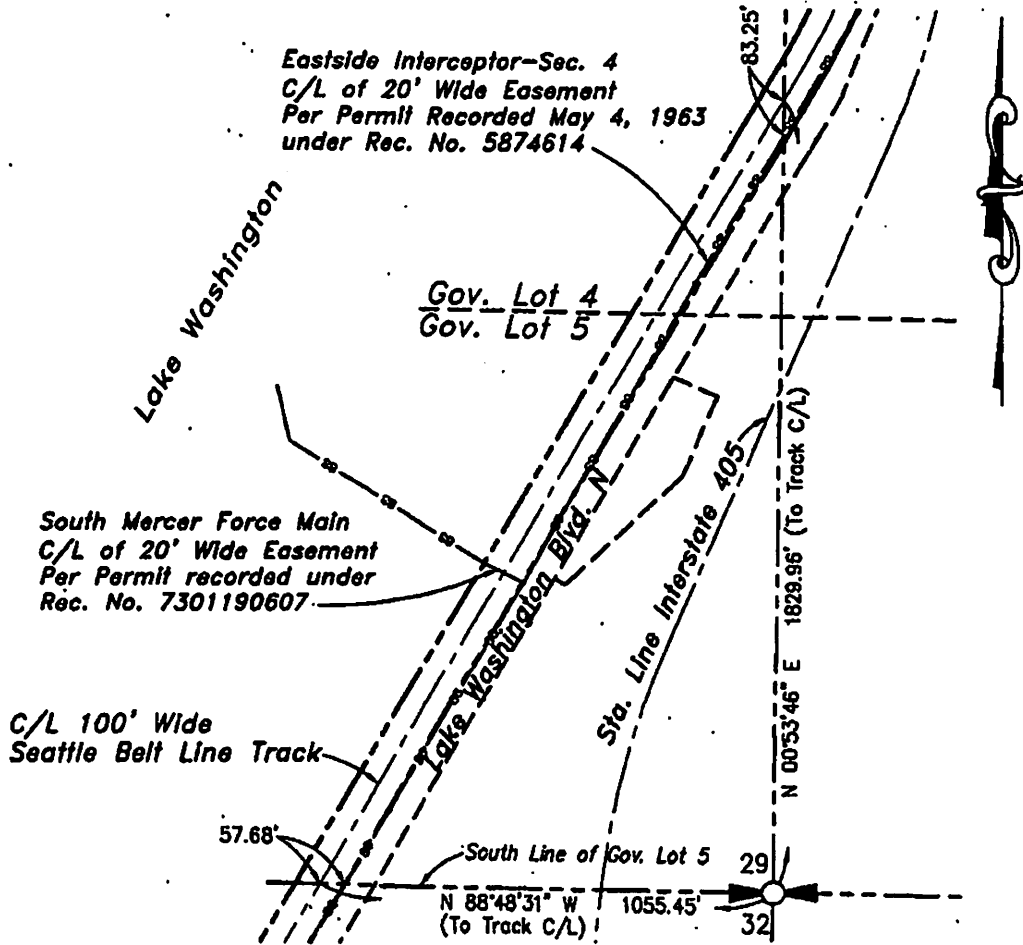 83.25'
Eastside Interceptor-Sec. 4
C/L of 20' Wide Easement
Per Permit Recorded May 4, 1963
under Rec. No. 5874614
Lake Washington
Gov. Lot 4
Gov. Lot 5
South Mercer Force Main
C/L of 20' Wide Easement
Per Permit recorded under
Rec. No. 7301190607
Lake Washington Blvd. N
Sta. Line Interstate 405
N 00°53'46" E 1829.96' (To Track C/L)
C/L 100' Wide
Seattle Belt Line Track
57.68'
South Line of Gov. Lot 5
29
N 88°48'31" W 1055.45'
(To Track C/L)
32